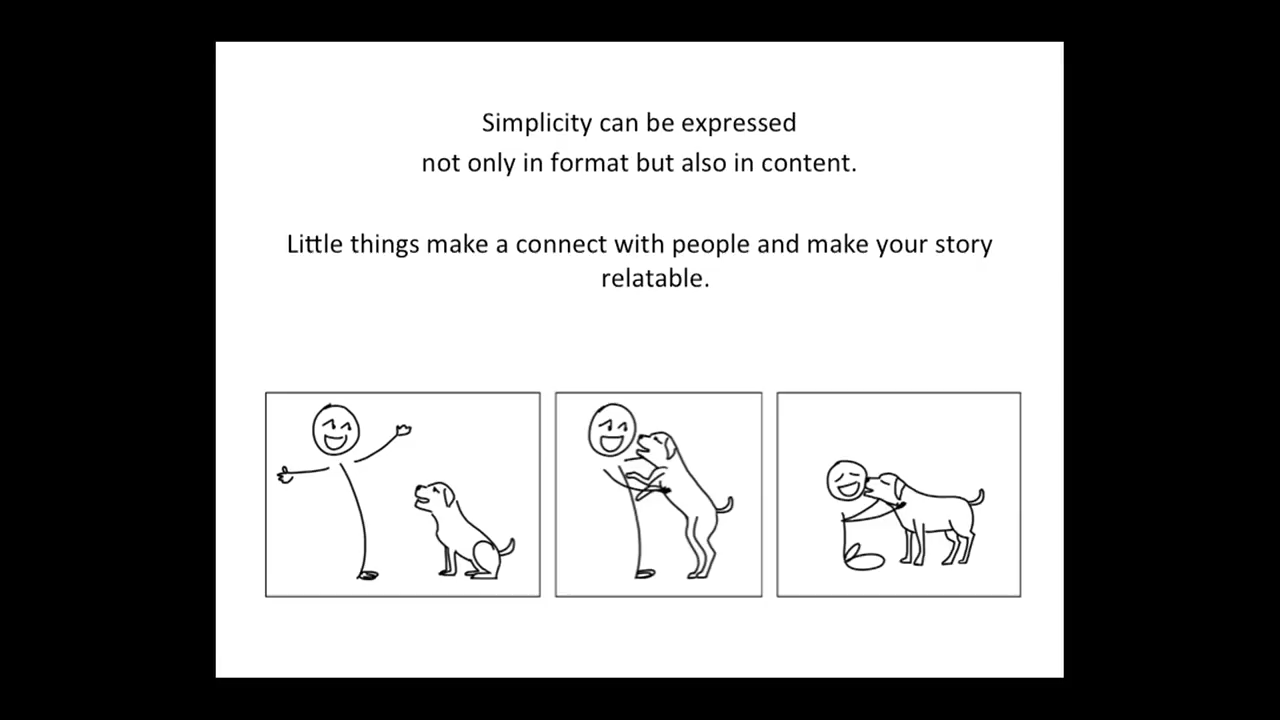 Simplicity can be expressed
not only in format but also in content.
Little things make a connect with people and make your story
relatable.